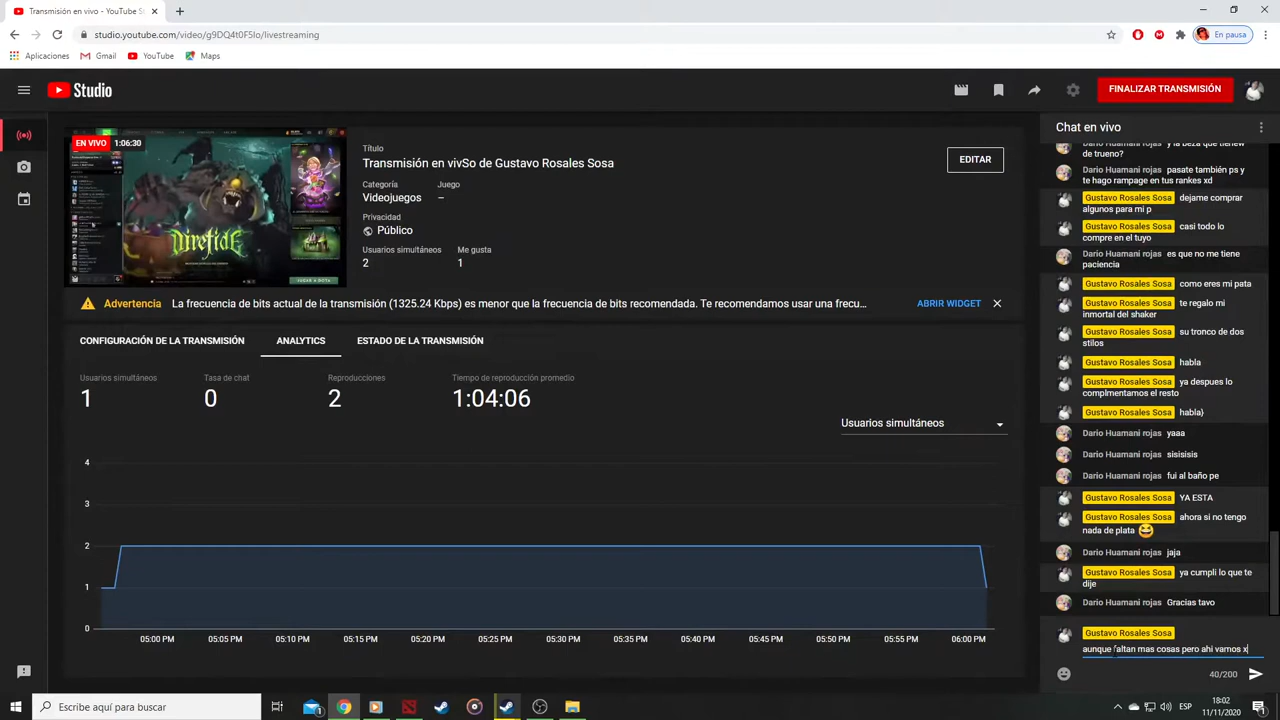 Transmisión en vivo - YouTube S
studio.youtube.com/video/g9DQ4t0F5Io/livestreaming
En pausa
Aplicaciones
Gmail
YouTube
Maps
Studio
FINALIZAR TRANSMISIÓN
EN VIVO
1:06:30
Direfide
Título
Transmisión en vivSo de Gustavo Rosales Sosa
EDITAR
Categoría
Juego
Videojuegos
–
Privacidad
Público
Usuarios simultáneos
Me gusta
2
1
Advertencia
La frecuencia de bits actual de la transmisión (1325.24 Kbps) es menor que la frecuencia de bits recomendada. Te recomendamos usar una frecu...
ABRIR WIDGET
CONFIGURACIÓN DE LA TRANSMISIÓN
ANALYTICS
ESTADO DE LA TRANSMISIÓN
Usuarios simultáneos
Tasa de chat
Reproducciones
Tiempo de reproducción promedio
1
0
2
1:04:06
Usuarios simultáneos
4
3
2
1
0
05:00 PM
05:05 PM
05:10 PM
05:15 PM
05:20 PM
05:25 PM
05:30 PM
05:35 PM
05:40 PM
05:45 PM
05:50 PM
05:55 PM
06:00 PM
Chat en vivo
Dario Huamani rojas y la beza que tienew
de trueno?
Dario Huamani rojas pasate también ps y
te hago rampage en tus rankes xd
Gustavo Rosales Sosa dejame comprar
algunos para mi p
Gustavo Rosales Sosa casi todo lo
compre en el tuyo
Dario Huamani rojas es que no me tiene
paciencia
Gustavo Rosales Sosa como eres mi pata
Gustavo Rosales Sosa te regalo mi
inmortal del shaker
Gustavo Rosales Sosa su tronco de dos
stilos
Gustavo Rosales Sosa habla
Gustavo Rosales Sosa ya despues lo
complmentamos el resto
Gustavo Rosales Sosa habla}
Dario Huamani rojas yaaa
Dario Huamani rojas sisisisis
Dario Huamani rojas fui al baño pe
Gustavo Rosales Sosa YA ESTA
Gustavo Rosales Sosa ahora si no tengo
nada de plata
Dario Huamani rojas jaja
Gustavo Rosales Sosa ya cumpli lo que te
dije
Dario Huamani rojas Gracias tavo
Gustavo Rosales Sosa
aunque faltan mas cosas pero ahi vamos x
40/200
Escribe aquí para buscar
ESP
18:02
11/11/2020